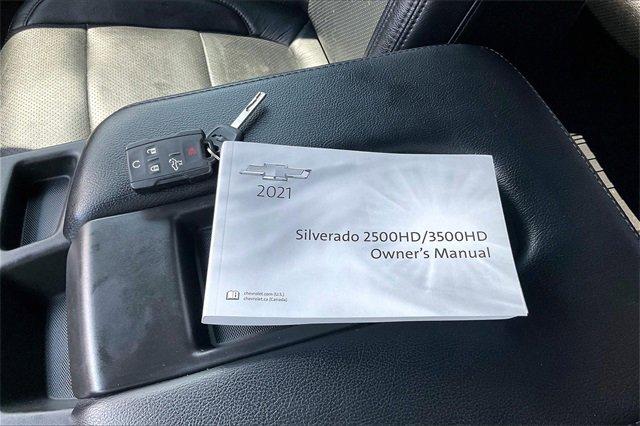 2021
Silverado 2500HD/3500HD
Owner's Manual
chevrolet.com (U.S.)
chevrolet.ca (Canada)